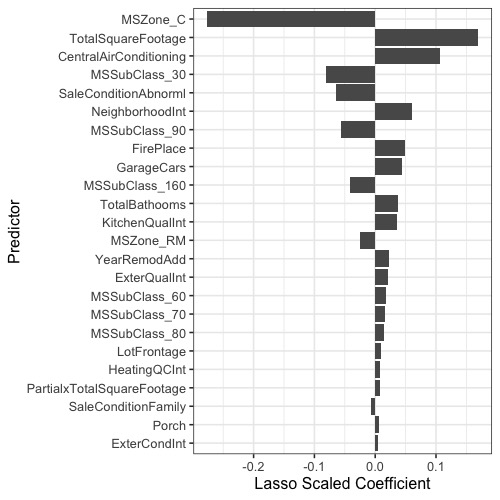 MSZone_C
TotalSquareFootage
CentralAirConditioning
MSSubClass_30
SaleConditionAbnorml
NeighborhoodInt
MSSubClass_90
FirePlace
GarageCars
MSSubClass_160
TotalBathooms
KitchenQualInt
MSZone_RM
YearRemodAdd
ExterQualInt
MSSubClass_60
MSSubClass_70
MSSubClass_80
LotFrontage
HeatingQCInt
PartialxTotalSquareFootage
SaleConditionFamily
Porch
ExterCondInt
Predictor
-0.2 -0.1 0.0 0.1
Lasso Scaled Coefficient